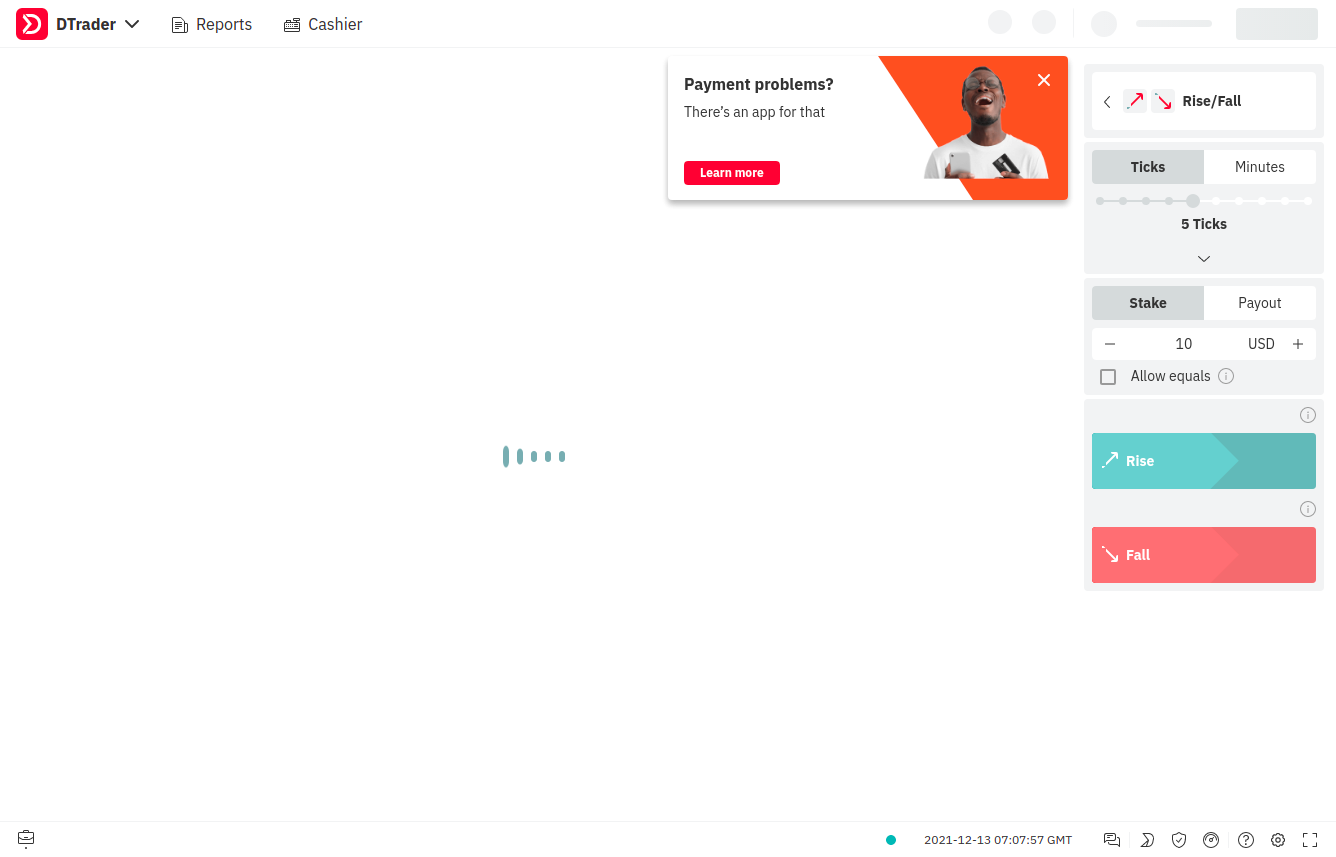 DTrader
Reports
Cashier
Payment problems?
There's an app for that
Learn more
Rise/Fall
Ticks
Minutes
5 Ticks
Stake
Payout
10
USD
Allow equals
Rise
Fall
2021-12-13 07:07:57 GMT